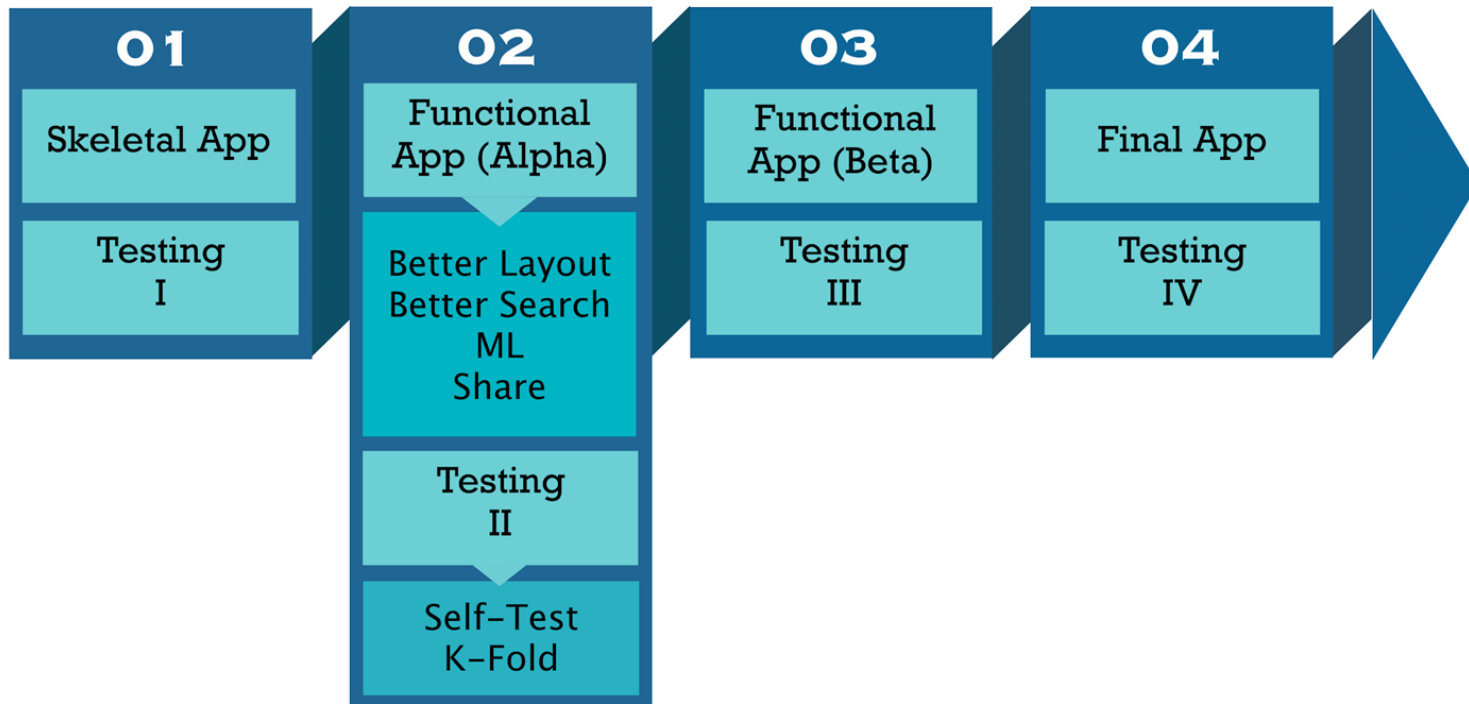 01
Skeletal App
Testing
I
02
Functional
App (Alpha)
Better Layout
Better Search
ML
Share
Testing
II
Self-Test
K-Fold
03
Functional
App (Beta)
Testing
III
04
Final App
Testing
IV